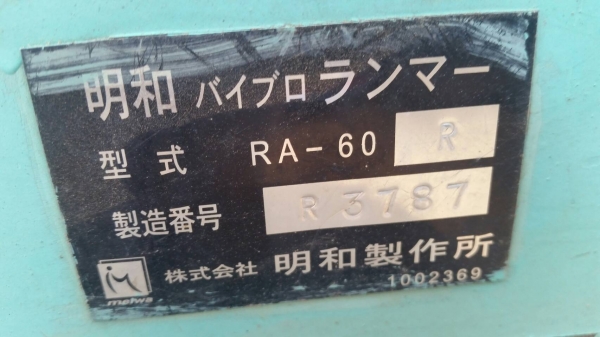 明和 バイブロ ランマー
型式 RA-60 R
製造番号 R3787
meiwa 株式会社 明和製作所
1002369